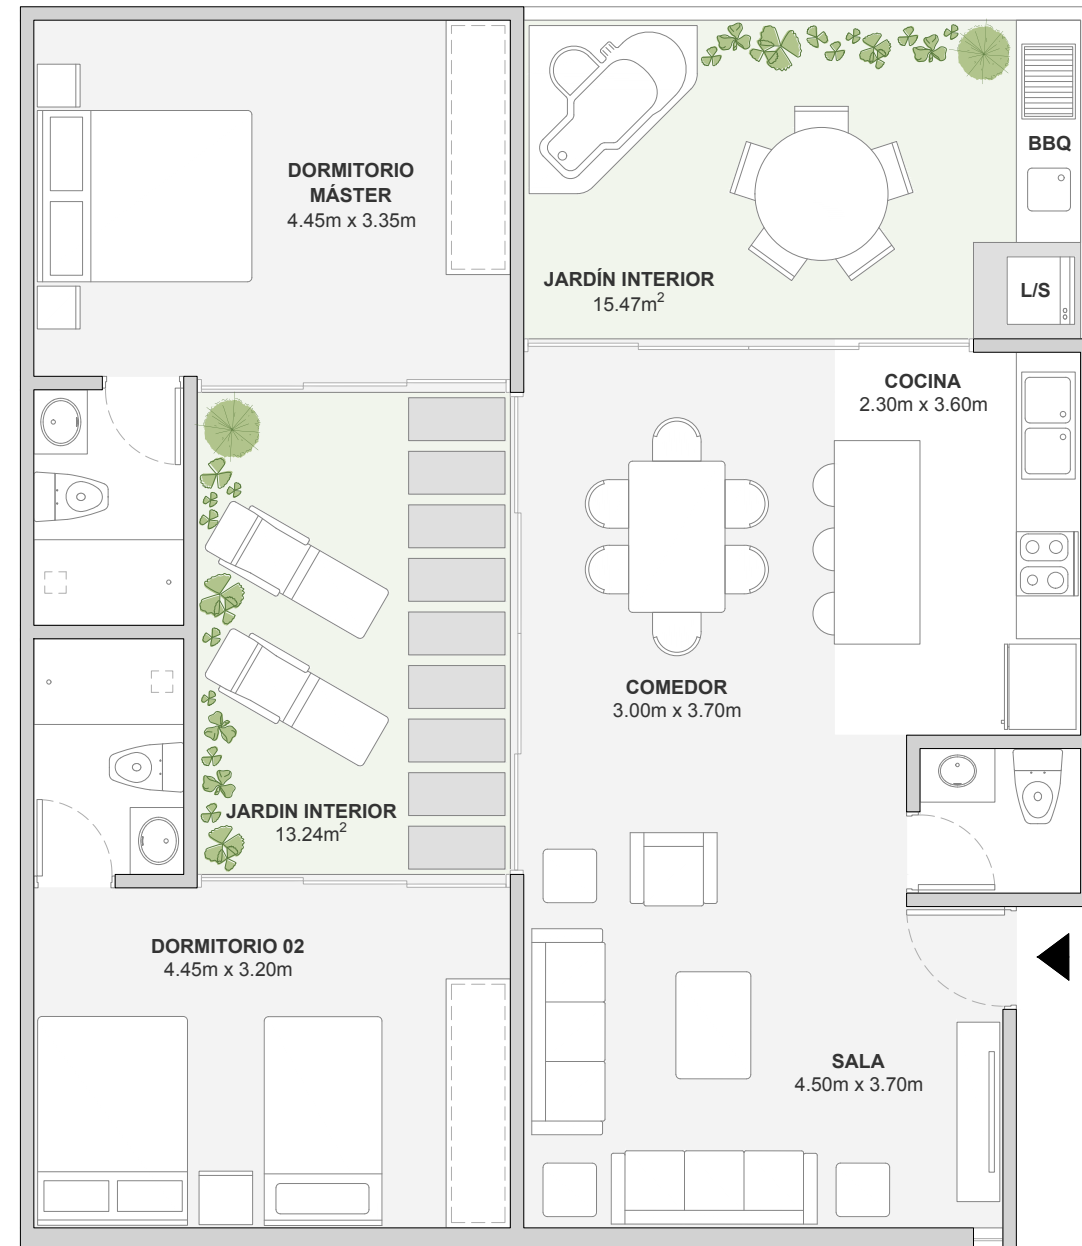 DORMITORIO
MÁSTER
4.45m x 3.35m
BBQ
JARDÍN INTERIOR
15.47m²
L/S
COCINA
2.30m x 3.60m
COMEDOR
3.00m x 3.70m
JARDIN INTERIOR
13.24m²
DORMITORIO 02
4.45m x 3.20m
SALA
4.50m x 3.70m